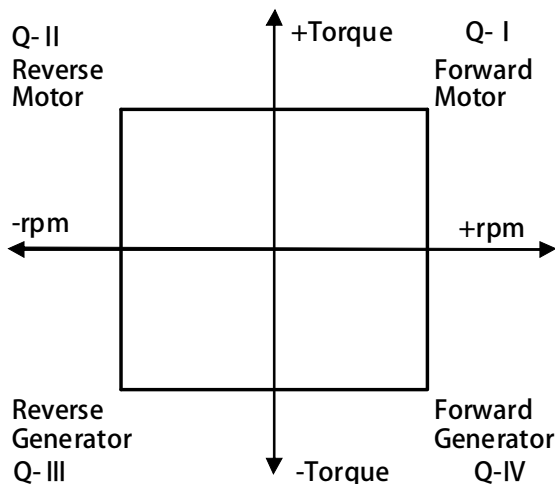 Q- II
Reverse
Motor
+Torque
Q- I
Forward
Motor
-rpm
+rpm
Reverse
Generator
Q- III
-Torque
Forward
Generator
Q-IV